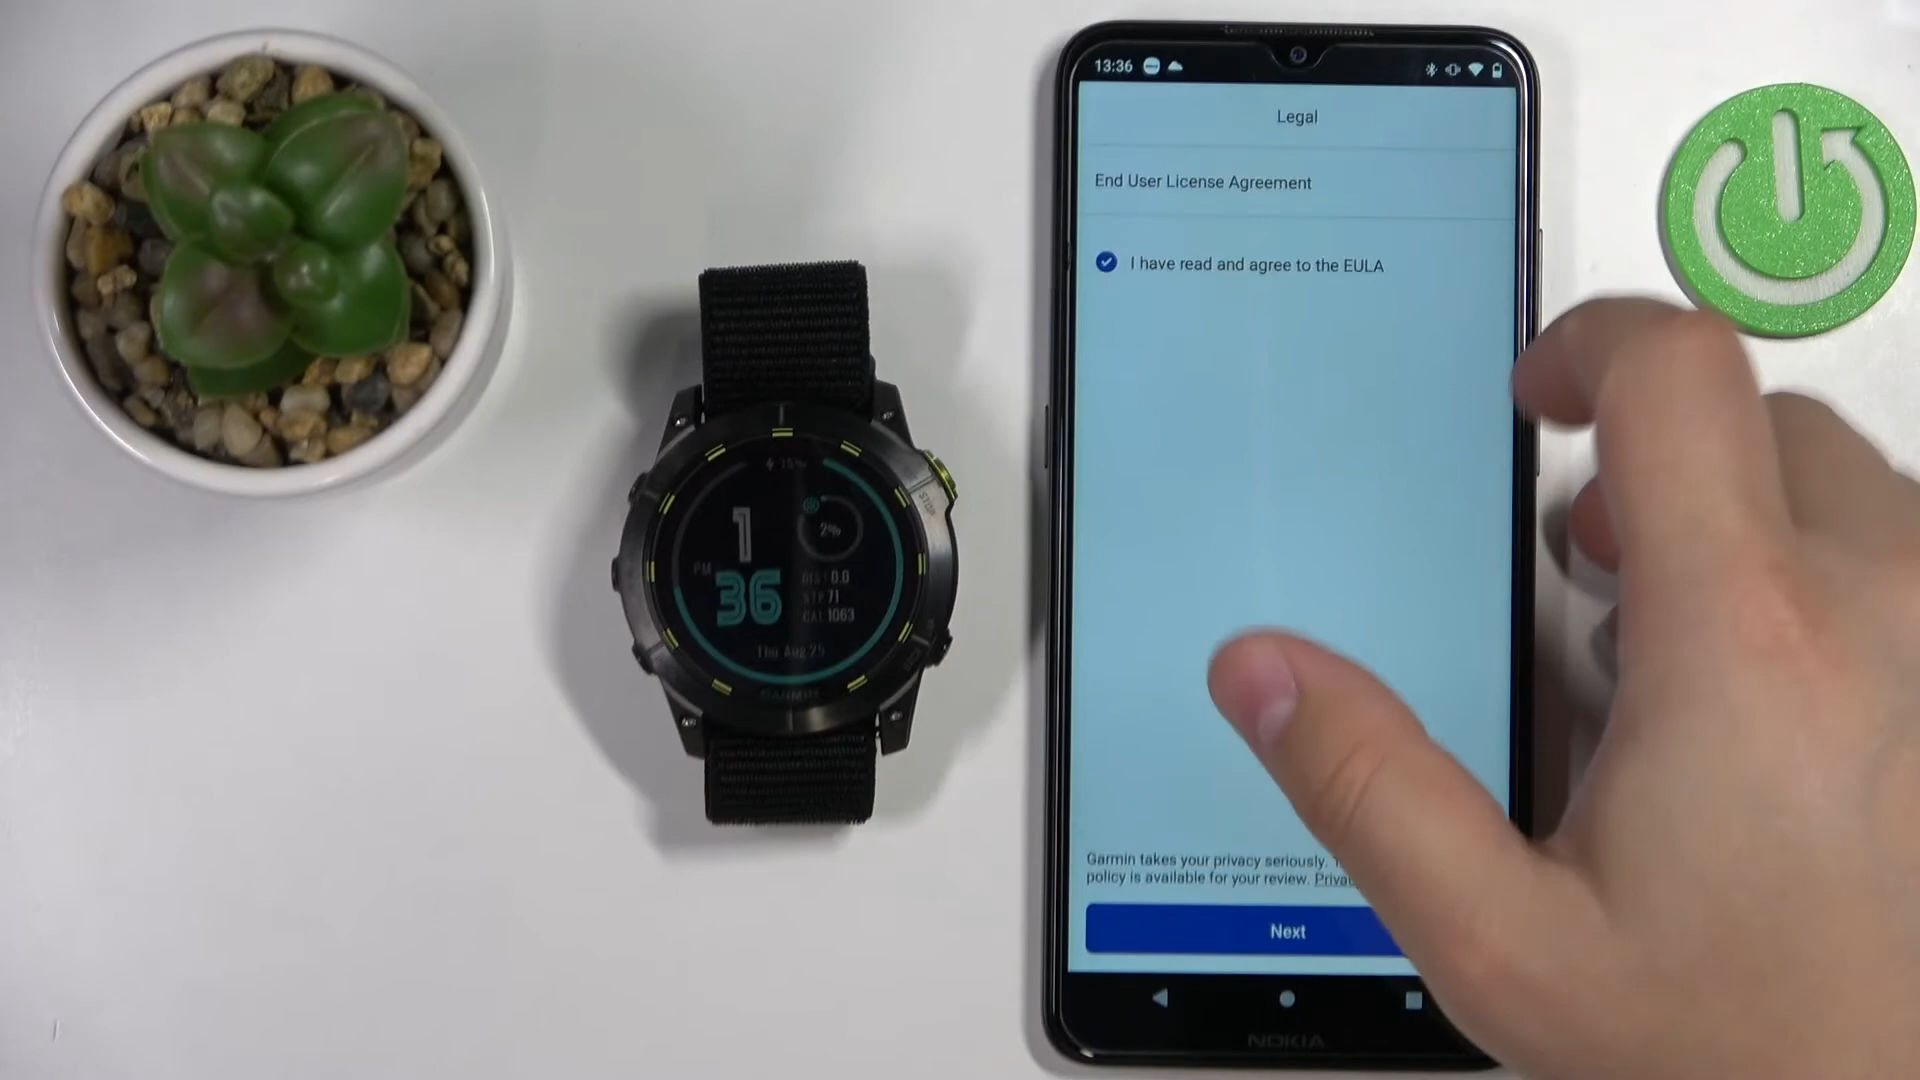 13:36
Legal
End User License Agreement
I have read and agree to the EULA
Garmin takes your privacy seriously.
policy is available for your review.
Next
NOKIA
STOP
15%
1
2%
PM
36
DIST 0.0
STP 71
CAL 1063
Thu Aug 25
GARMIN